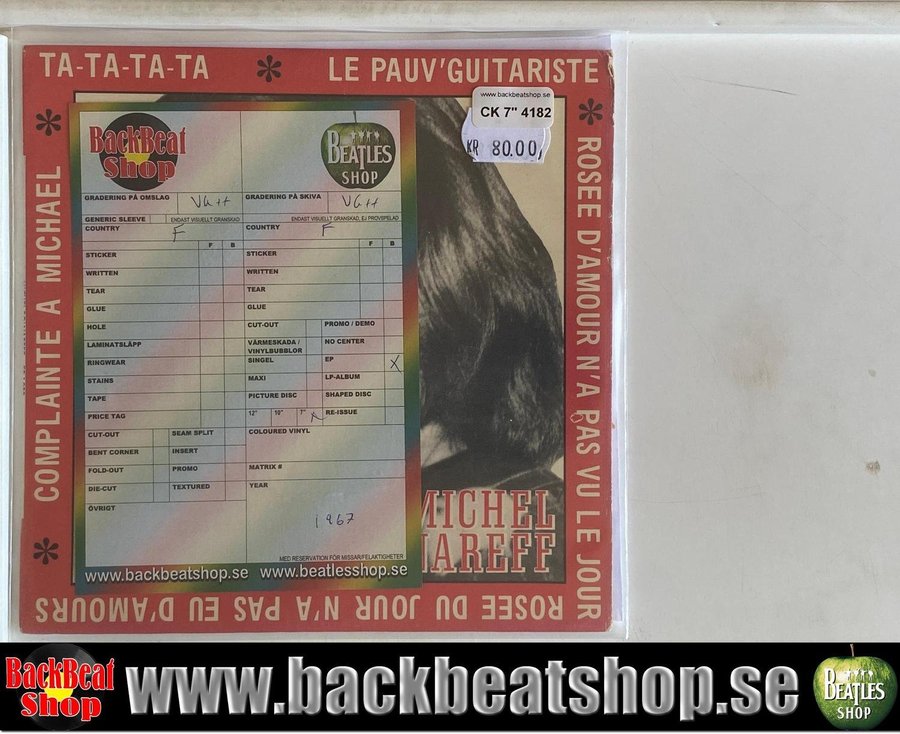 TA-TA-TA-TA * LE PAUV'GUITARISTE
* ROSEE D'AMOUR N'A PAS VU LE JOUR
ROSEE DU JOUR N'A PAS EU D'AMOURS
* COMPLAINTE A MICHAEL *
www.backbeatshop.se
CK 7" 4182
KR 80.00,
BackBeat
Shop
BEATLES
SHOP
GRADERING PÅ OMSLAG VG++ GRADERING PÅ SKIVA VG++
GENERIC SLEEVE ENDAST VISUELLT GRANSKAD ENDAST VISUELLT GRANSKAD, EJ PROVSPELAD
COUNTRY F COUNTRY F
F B F B
STICKER STICKER
WRITTEN WRITTEN
TEAR TEAR
GLUE GLUE
HOLE CUT-OUT PROMO / DEMO
LAMINATSLÄPP VÄRMESKADA / VINYLBUBBLOR NO CENTER
RINGWEAR SINGEL EP X
STAINS MAXI LP-ALBUM
TAPE PICTURE DISC SHAPED DISC
PRICE TAG 12" 10" 7" X RE-ISSUE
CUT-OUT SEAM SPLIT COLOURED VINYL
BENT CORNER INSERT
FOLD-OUT PROMO MATRIX #
DIE-CUT TEXTURED YEAR
ÖVRIGT
1967
MED RESERVATION FÖR MISSAR/FELAKTIGHETER
www.backbeatshop.se www.beatlesshop.se
MICHEL
NAREFF
BackBeat
Shop
www.backbeatshop.se
BEATLES
SHOP